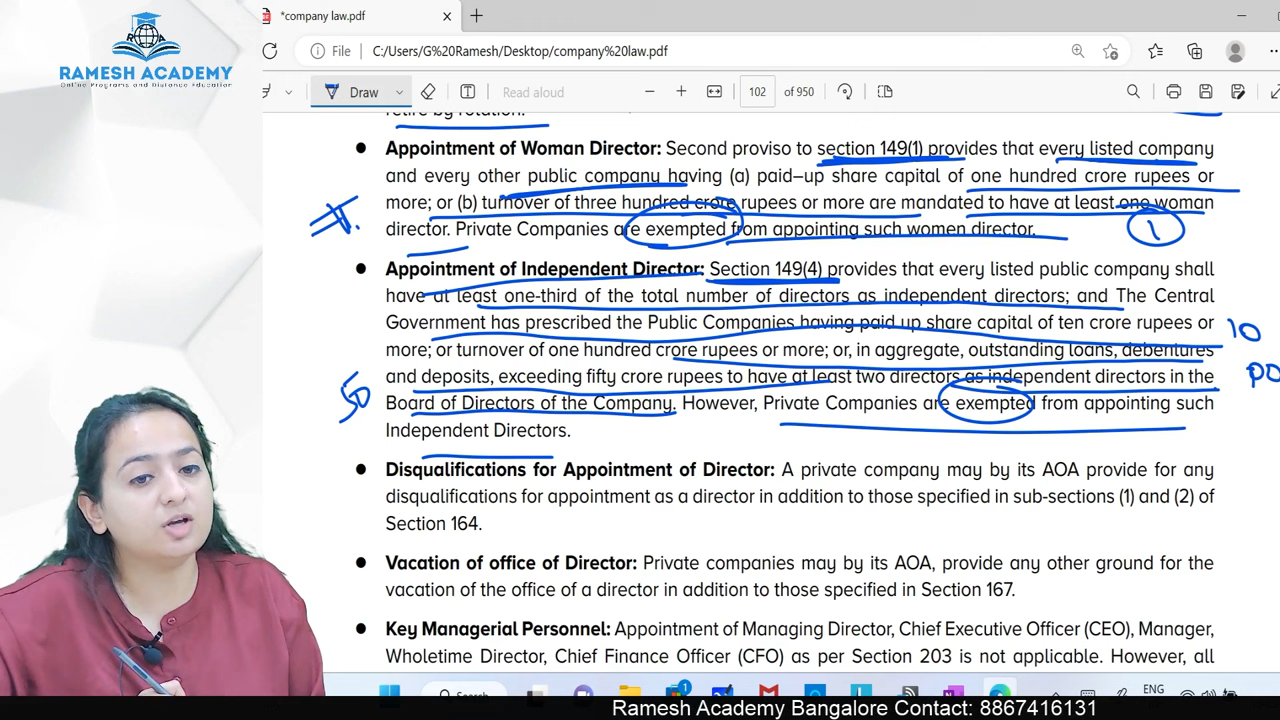 *company law.pdf
File
C:/Users/G%20Ramesh/Desktop/company%20law.pdf
RAMESH ACADEMY
Online Programs and Distance Education
Draw
Read aloud
102
of 950
retire by rotation.
• Appointment of Woman Director: Second proviso to section 149(1) provides that every listed company
and every other public company having (a) paid–up share capital of one hundred crore rupees or
more; or (b) turnover of three hundred crore rupees or more are mandated to have at least one woman
director. Private Companies are exempted from appointing such women director.
1
• Appointment of Independent Director: Section 149(4) provides that every listed public company shall
have at least one-third of the total number of directors as independent directors; and The Central
Government has prescribed the Public Companies having paid up share capital of ten crore rupees or
10
more; or turnover of one hundred crore rupees or more; or, in aggregate, outstanding loans, debentures
and deposits, exceeding fifty crore rupees to have at least two directors as independent directors in the
50
Board of Directors of the Company. However, Private Companies are exempted from appointing such
Independent Directors.
• Disqualifications for Appointment of Director: A private company may by its AOA provide for any
disqualifications for appointment as a director in addition to those specified in sub-sections (1) and (2) of
Section 164.
• Vacation of office of Director: Private companies may by its AOA, provide any other ground for the
vacation of the office of a director in addition to those specified in Section 167.
• Key Managerial Personnel: Appointment of Managing Director, Chief Executive Officer (CEO), Manager,
Wholetime Director, Chief Finance Officer (CFO) as per Section 203 is not applicable. However, all
Search
1
ENG
Ramesh Academy Bangalore Contact: 8867416131